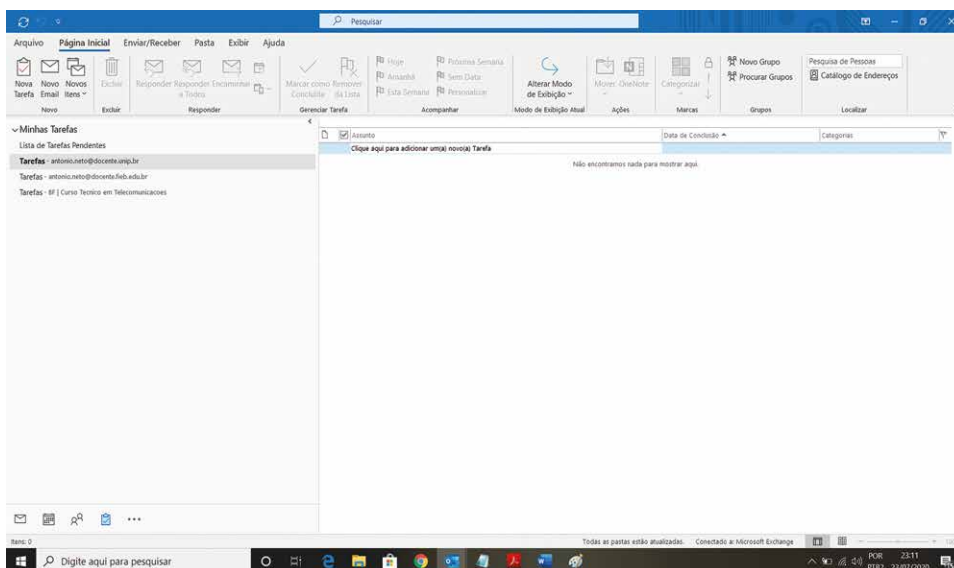 Pesquisar
Arquivo Página Inicial Enviar/Receber Pasta Exibir Ajuda
Nova Tarefa
Novo Email
Novos Itens
Novo
Excluir
Excluir
Responder
Responder a Todos
Encaminhar
Responder
Marcar como Concluída
Remover da Lista
Gerenciar Tarefa
Hoje
Amanhã
Esta Semana
Próxima Semana
Sem Data
Personalizar
Acompanhar
Alterar Modo de Exibição
Modo de Exibição Atual
Mover
OneNote
Ações
Categorizar
Marcas
Novo Grupo
Procurar Grupos
Grupos
Pesquisa de Pessoas
Catálogo de Endereços
Localizar
Minhas Tarefas
Lista de Tarefas Pendentes
Tarefas - antonio.neto@docente.unip.br
Tarefas - antonio.neto@docente.fieb.edu.br
Tarefas - BF | Curso Tecnico em Telecomunicacoes
Assunto Data de Conclusão Categorias
Clique aqui para adicionar um(a) novo(a) Tarefa
Não encontramos nada para mostrar aqui.
Itens: 0
Todas as pastas estão atualizadas. Conectado a: Microsoft Exchange
Digite aqui para pesquisar
POR 23:11
PTB2 23/07/2020